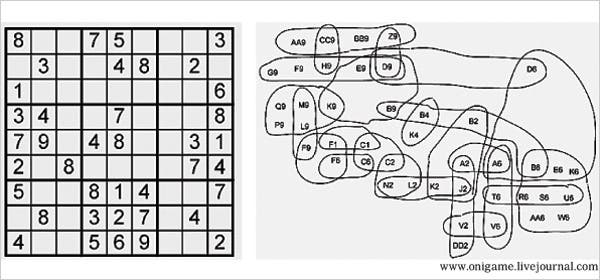 8 7 5 3
3 4 8 2
1 6
3 4 7 8
7 9 4 8 3 1
2 8 7 4
5 8 1 4 7
8 3 2 7 4
4 5 6 9 2
AA9 CC9 BB9 Z9
G9 F9 H9 E9 D9 D6
Q9 M9 K9 B9 B4 B2
P9 L9 K4
F9 F1 C1
F5 C6 C2 A2 A6 B6 E6 K6
N2 L2 K2 J2
T6 R6 S6 U6
V2 V6 AA6 W6
DD2
www.onigame.livejournal.com